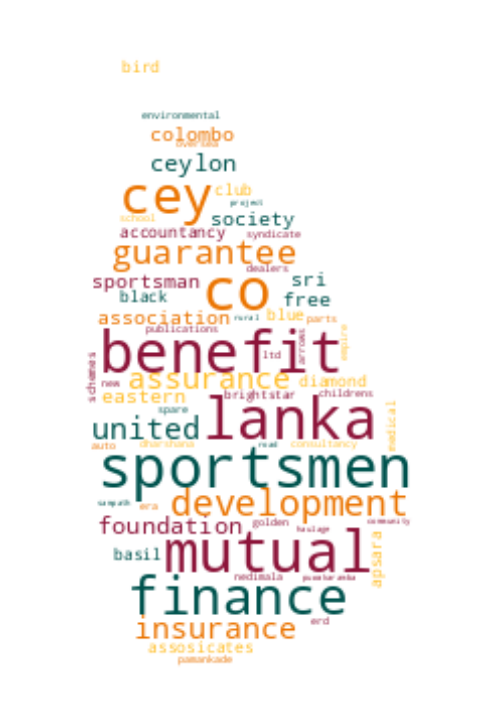 bird
environmental
colombo
oversea
ceylon
cey club
project
school society
accountancy syndicate
guarantee
dealers
sportsman co sri
black free
association rural blue parts
publications
benefit ltd arrows empire
schemes new assurance diamond
eastern brightstar childrens
spare
united lanka medical
auto dharshana road consultancy
sportsmen
sampath era development
foundation golden haulage community
basil mutual apsara
nedimala
finance
insurance erd
assosicates
pamankade